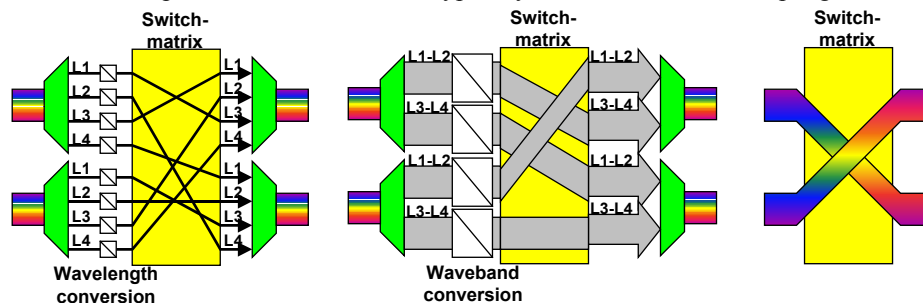 Switch-
matrix
L1
L2
L3
L4
L1
L2
L3
L4
L1
L2
L3
L4
L1
L2
L3
L4
Wavelength
conversion
Switch-
matrix
L1-L2
L3-L4
L1-L2
L3-L4
L1-L2
L3-L4
L1-L2
L3-L4
Waveband
conversion
Switch-
matrix